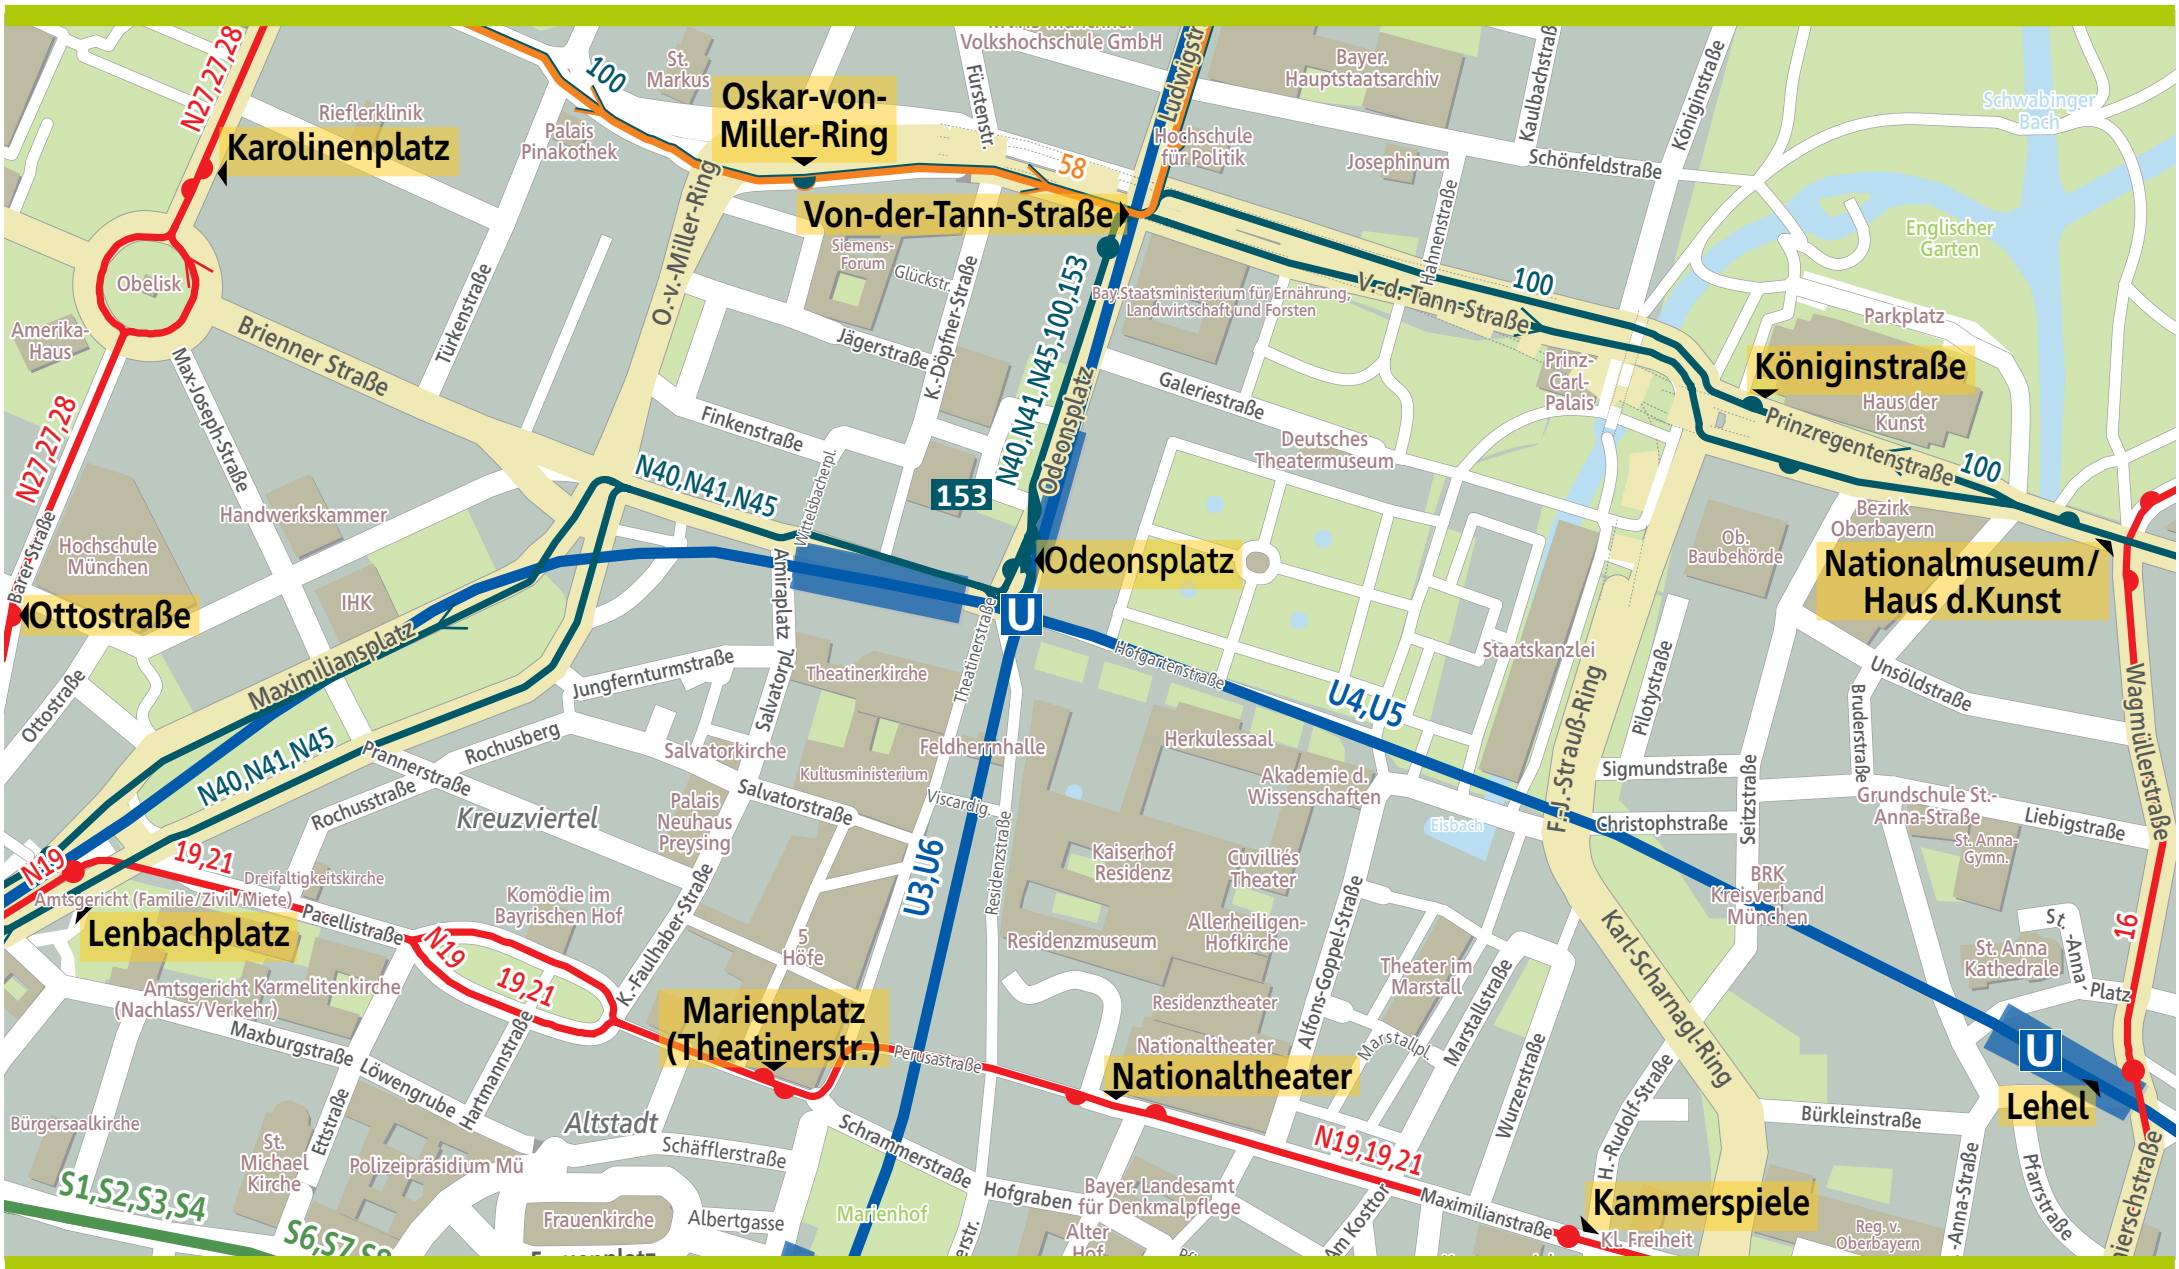 Volkshochschule GmbH
N27,27,28
100
St.
Markus
Fürstenstr.
Ludwigstr
Bayer.
Hauptstaatsarchiv
Kaulbachstraß
Königinstraße
Schwabinger
Bach
Rieflerklinik
Oskar-von-
Miller-Ring
Karolinenplatz
Palais
Pinakothek
58
Hochschule
für Politik
Josephinum
Schönfeldstraße
Von-der-Tann-Straße
Hahnenstraße
Englischer
Garten
Obelisk
Türkenstraße
O.-v.-Miller-Ring
Siemens-
Forum
Glückstr.
K.-Döpfner-Straße
N40,N41,N45,100,153
Bay.Staatsministerium für Ernährung,
Landwirtschaft und Forsten
100
V.-d.-Tann-Straße
Parkplatz
Amerika-
Haus
Brienner Straße
Max-Joseph-Straße
Jägerstraße
Galeriestraße
Prinz-
Carl-
Palais
Königinstraße
Haus der
Kunst
Prinzregentenstraße
100
N27,27,28
Finkenstraße
Odeonsplatz
Deutsches
Theatermuseum
N40,N41,N45
Wittelsbacherpl.
153
Handwerkskammer
Bezirk
Oberbayern
Ob.
Baubehörde
Hochschule
München
Barer-Straße
Odeonsplatz
Nationalmuseum/
Haus d.Kunst
Amiraplatz
IHK
Ottostraße
U
Theatinerstraße
Hofgartenstraße
Staatskanzlei
Maximiliansplatz
Jungfernturmstraße
Salvatorpl.
Theatinerkirche
U4,U5
F.-J.-Strauß-Ring
Pilotystraße
Unsöldstraße
Bruderstraße
Wagmüllerstraße
Ottostraße
Rochusberg
Salvatorkirche
Feldherrnhalle
Herkulessaal
Prannerstraße
N40,N41,N45
Kultusministerium
Akademie d.
Wissenschaften
Sigmundstraße
Seitzstraße
Rochusstraße
Kreuzviertel
Palais
Neuhaus
Preysing
Salvatorstraße
Viscardig.
Residenzstraße
Eisbach
Christophstraße
Grundschule St.-
Anna-Straße
Liebigstraße
N19
19,21
U3,U6
Kaiserhof
Residenz
Cuvilliés
Theater
St. Anna-
Gymn.
Dreifaltigkeitskirche
Amtsgericht (Familie/Zivil/Miete)
Pacellistraße
Komödie im
Bayrischen Hof
K.-Faulhaber-Straße
BRK
Kreisverband
München
Lenbachplatz
N19
19,21
5
Höfe
Residenzmuseum
Allerheiligen-
Hofkirche
Alfons-Goppel-Straße
Karl-Scharnagl-Ring
16
St. -Anna-Platz
St. Anna
Kathedrale
Theater im
Marstall
Marstallstraße
Amtsgericht
(Nachlass/Verkehr)
Karmelitenkirche
Marienplatz
(Theatinerstr.)
Residenztheater
Marstallpl.
Maxburgstraße
Löwengrube
Hartmannstraße
Perusastraße
Nationaltheater
Nationaltheater
Wurzerstraße
H.-Rudolf-Straße
U
Lehel
Bürkleinstraße
Bürgersaalkirche
Ettstraße
St.
Michael
Kirche
Altstadt
Schäfflerstraße
Schrammerstraße
N19,19,21
Polizeipräsidium Mü
S1,S2,S3,S4
S6,S7,S8
Frauenkirche
Frauenplatz
Albertgasse
Marienhof
Hofgraben
Bayer. Landesamt
für Denkmalpflege
Alter
Hof
Am Kosttor
Maximilianstraße
Kammerspiele
Kl. Freiheit
Reg. v.
Oberbayern
-Anna-Straße
Pfarrstraße